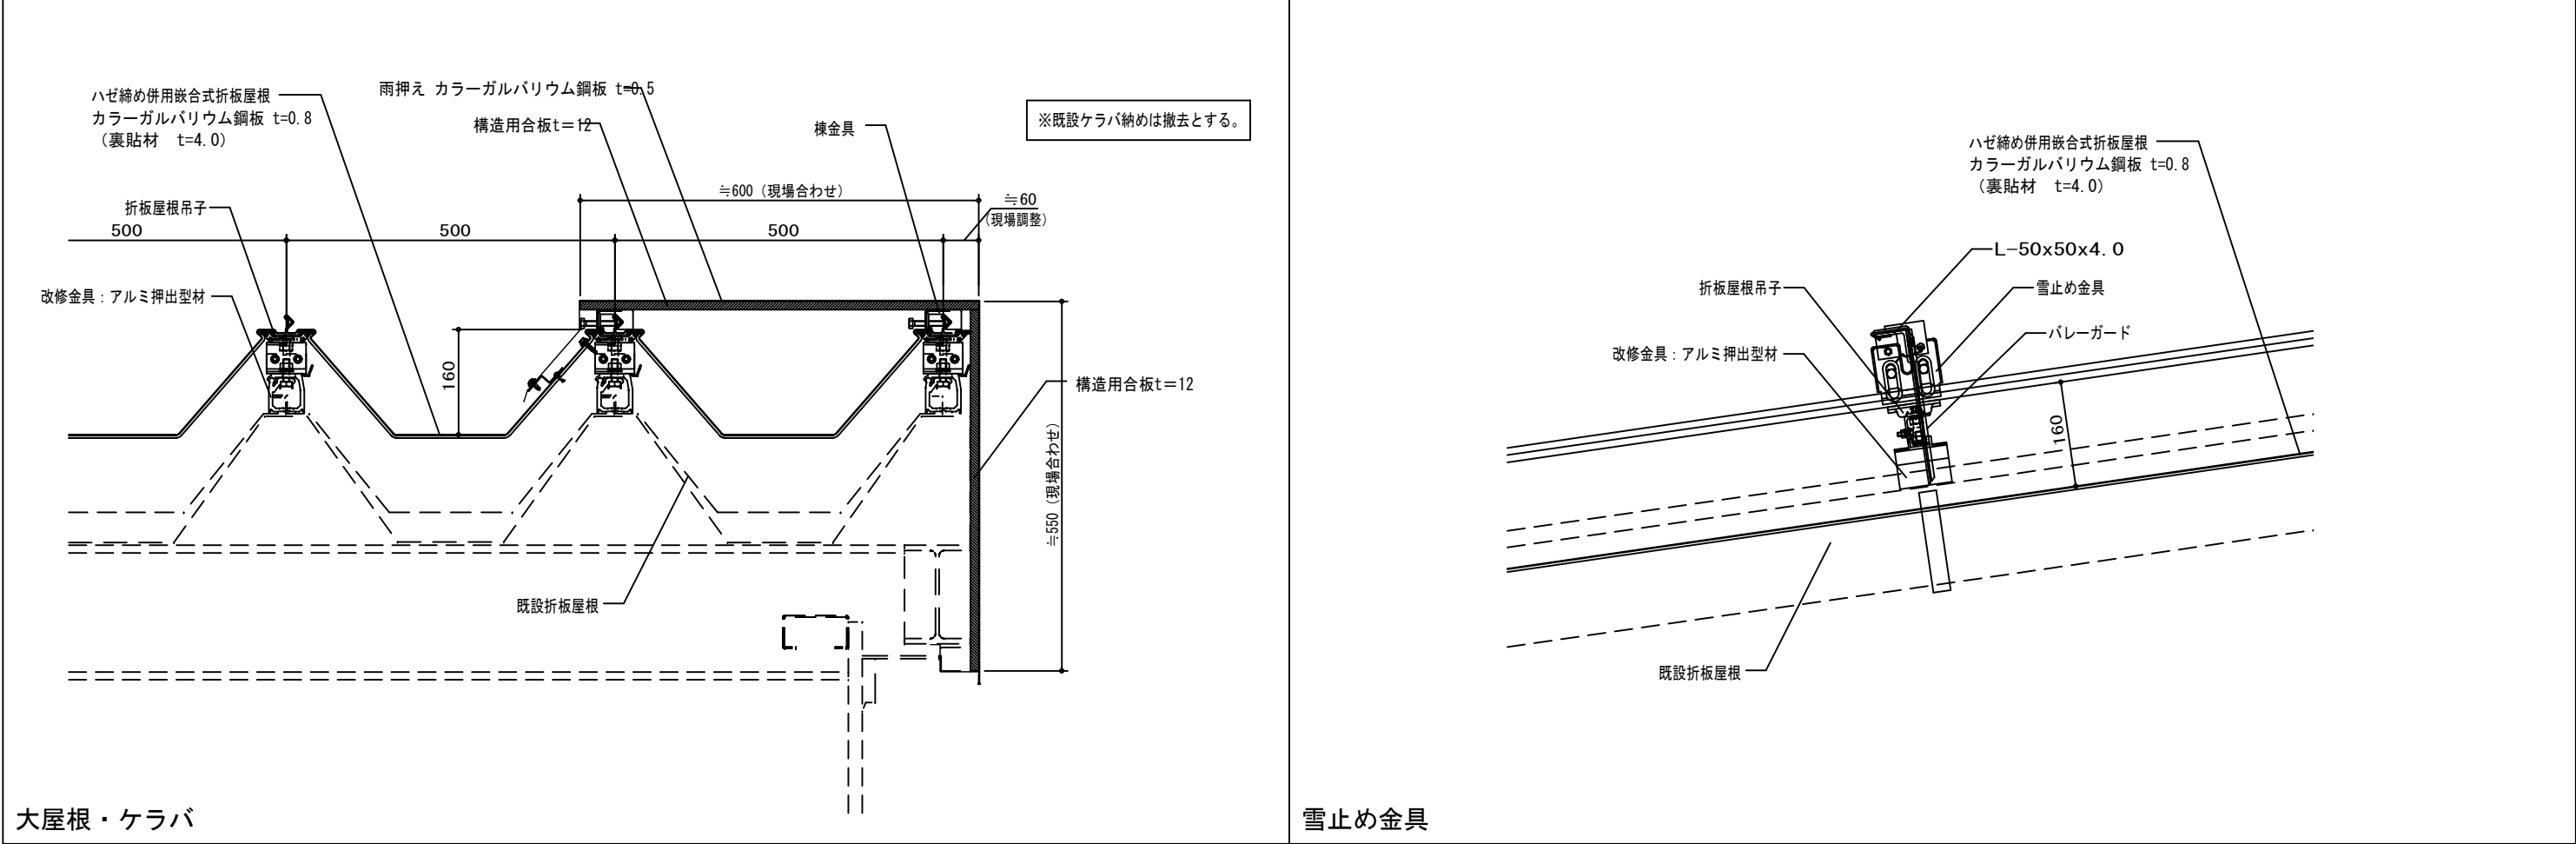 雨押え カラーガルバリウム鋼板 t=0.5
ハゼ締め併用嵌合式折板屋根
カラーガルバリウム鋼板 t=0.8
（裏貼材　t=4.0）
構造用合板t＝12
棟金具
※既設ケラバ納めは撤去とする。
≒600（現場合わせ）
≒60
（現場調整）
折板屋根吊子
500
500
500
改修金具：アルミ押出型材
160
構造用合板t＝12
≒550（現場合わせ）
既設折板屋根
大屋根・ケラバ
ハゼ締め併用嵌合式折板屋根
カラーガルバリウム鋼板 t=0.8
（裏貼材　t=4.0）
L-50x50x4.0
折板屋根吊子
雪止め金具
バレーガード
改修金具：アルミ押出型材
160
既設折板屋根
雪止め金具